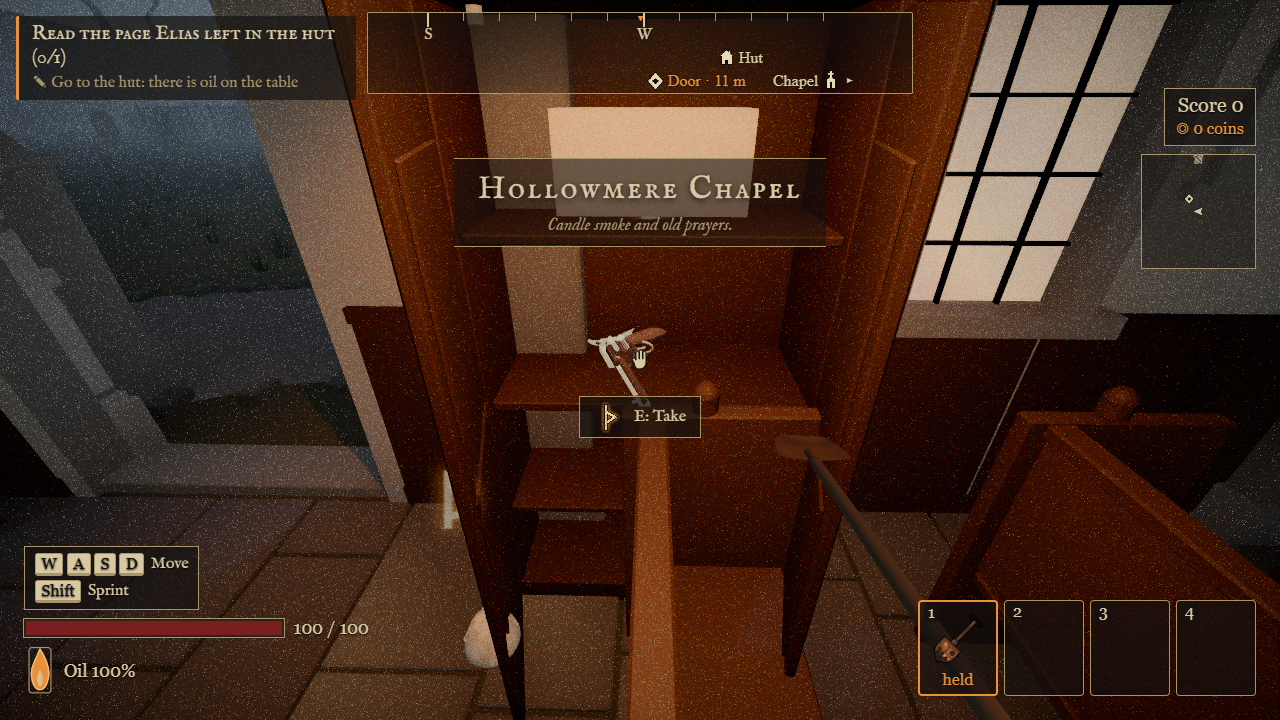 Read the page Elias left in the hut
(0/1)
Go to the hut: there is oil on the table
S
W
Hut
Door · 11 m
Chapel
Score 0
0 coins
Hollowmere Chapel
Candle smoke and old prayers.
E: Take
W A S D Move
Shift Sprint
100 / 100
Oil 100%
1
held
2
3
4